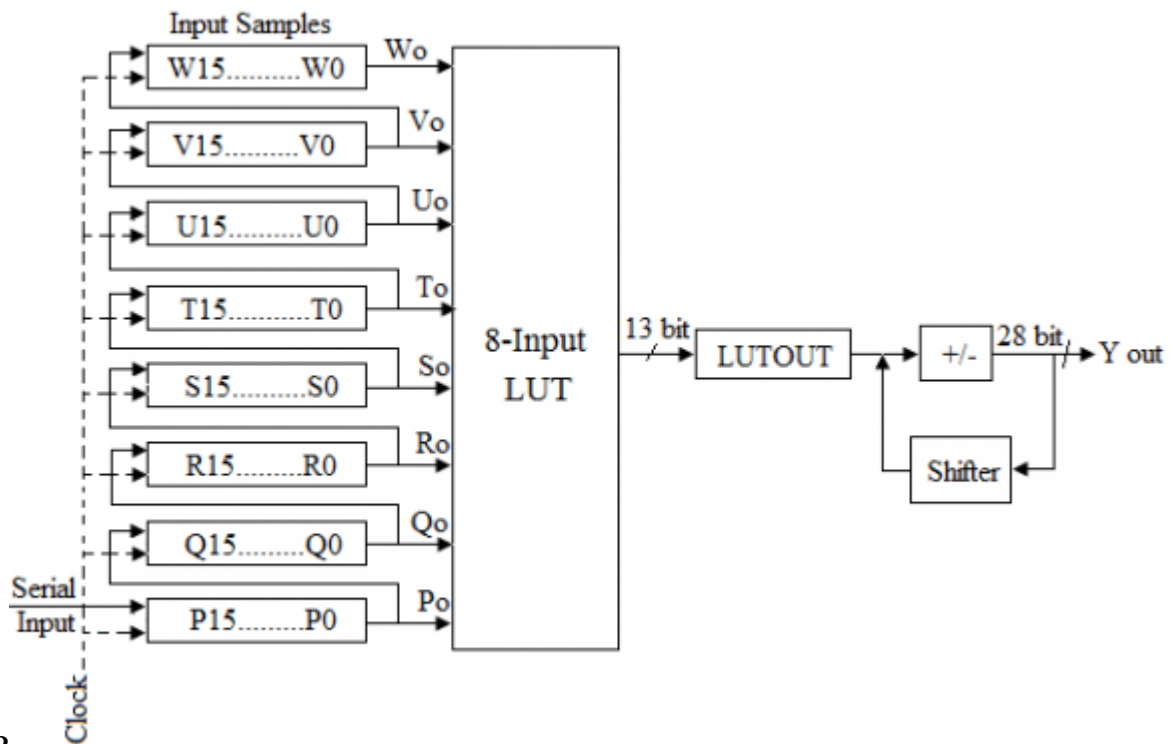 Input Samples
W15..........W0
Wo
V15..........V0
Vo
U15..........U0
Uo
T15..........T0
To
S15..........S0
So
R15..........R0
Ro
Q15.........Q0
Qo
P15.........P0
Po
Serial
Input
Clock
8-Input
LUT
13 bit
LUTOUT
+/-
28 bit
Y out
Shifter